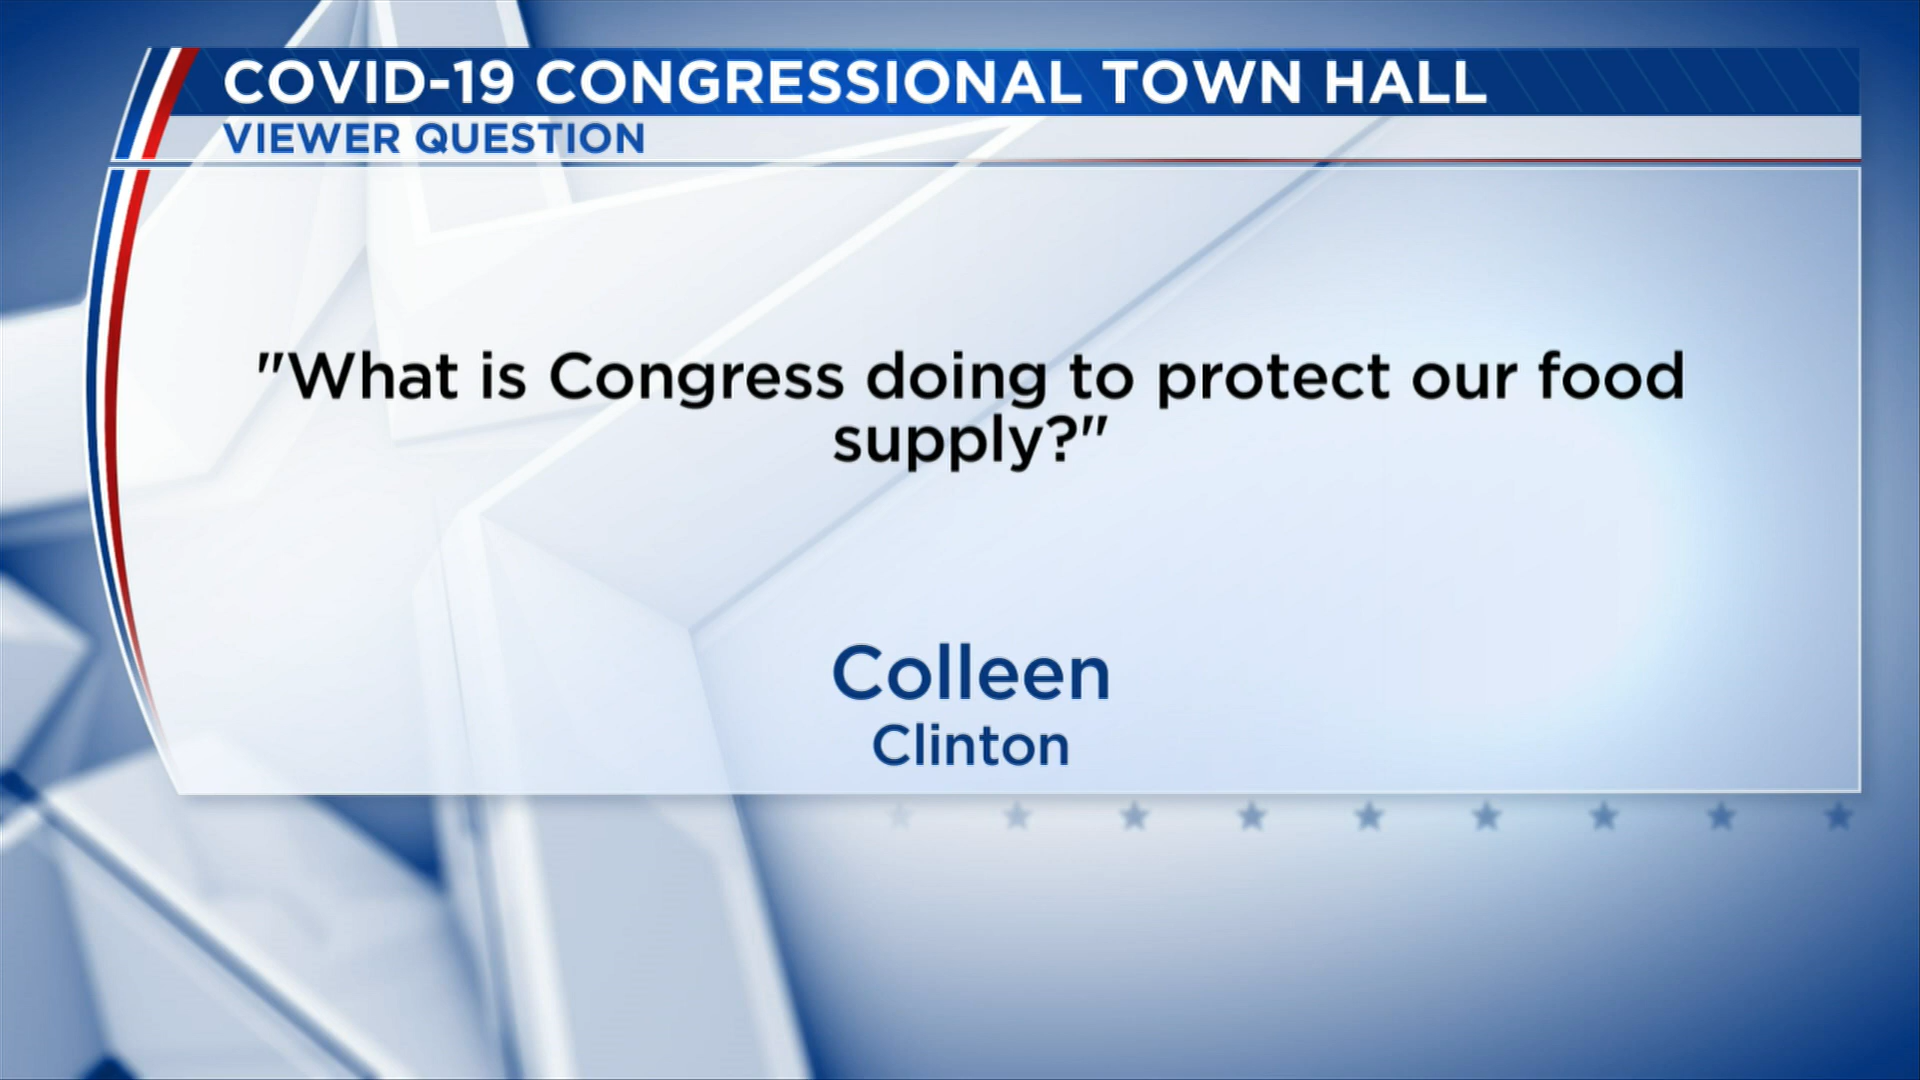 COVID-19 CONGRESSIONAL TOWN HALL
VIEWER QUESTION
"What is Congress doing to protect our food
supply?"
Colleen
Clinton